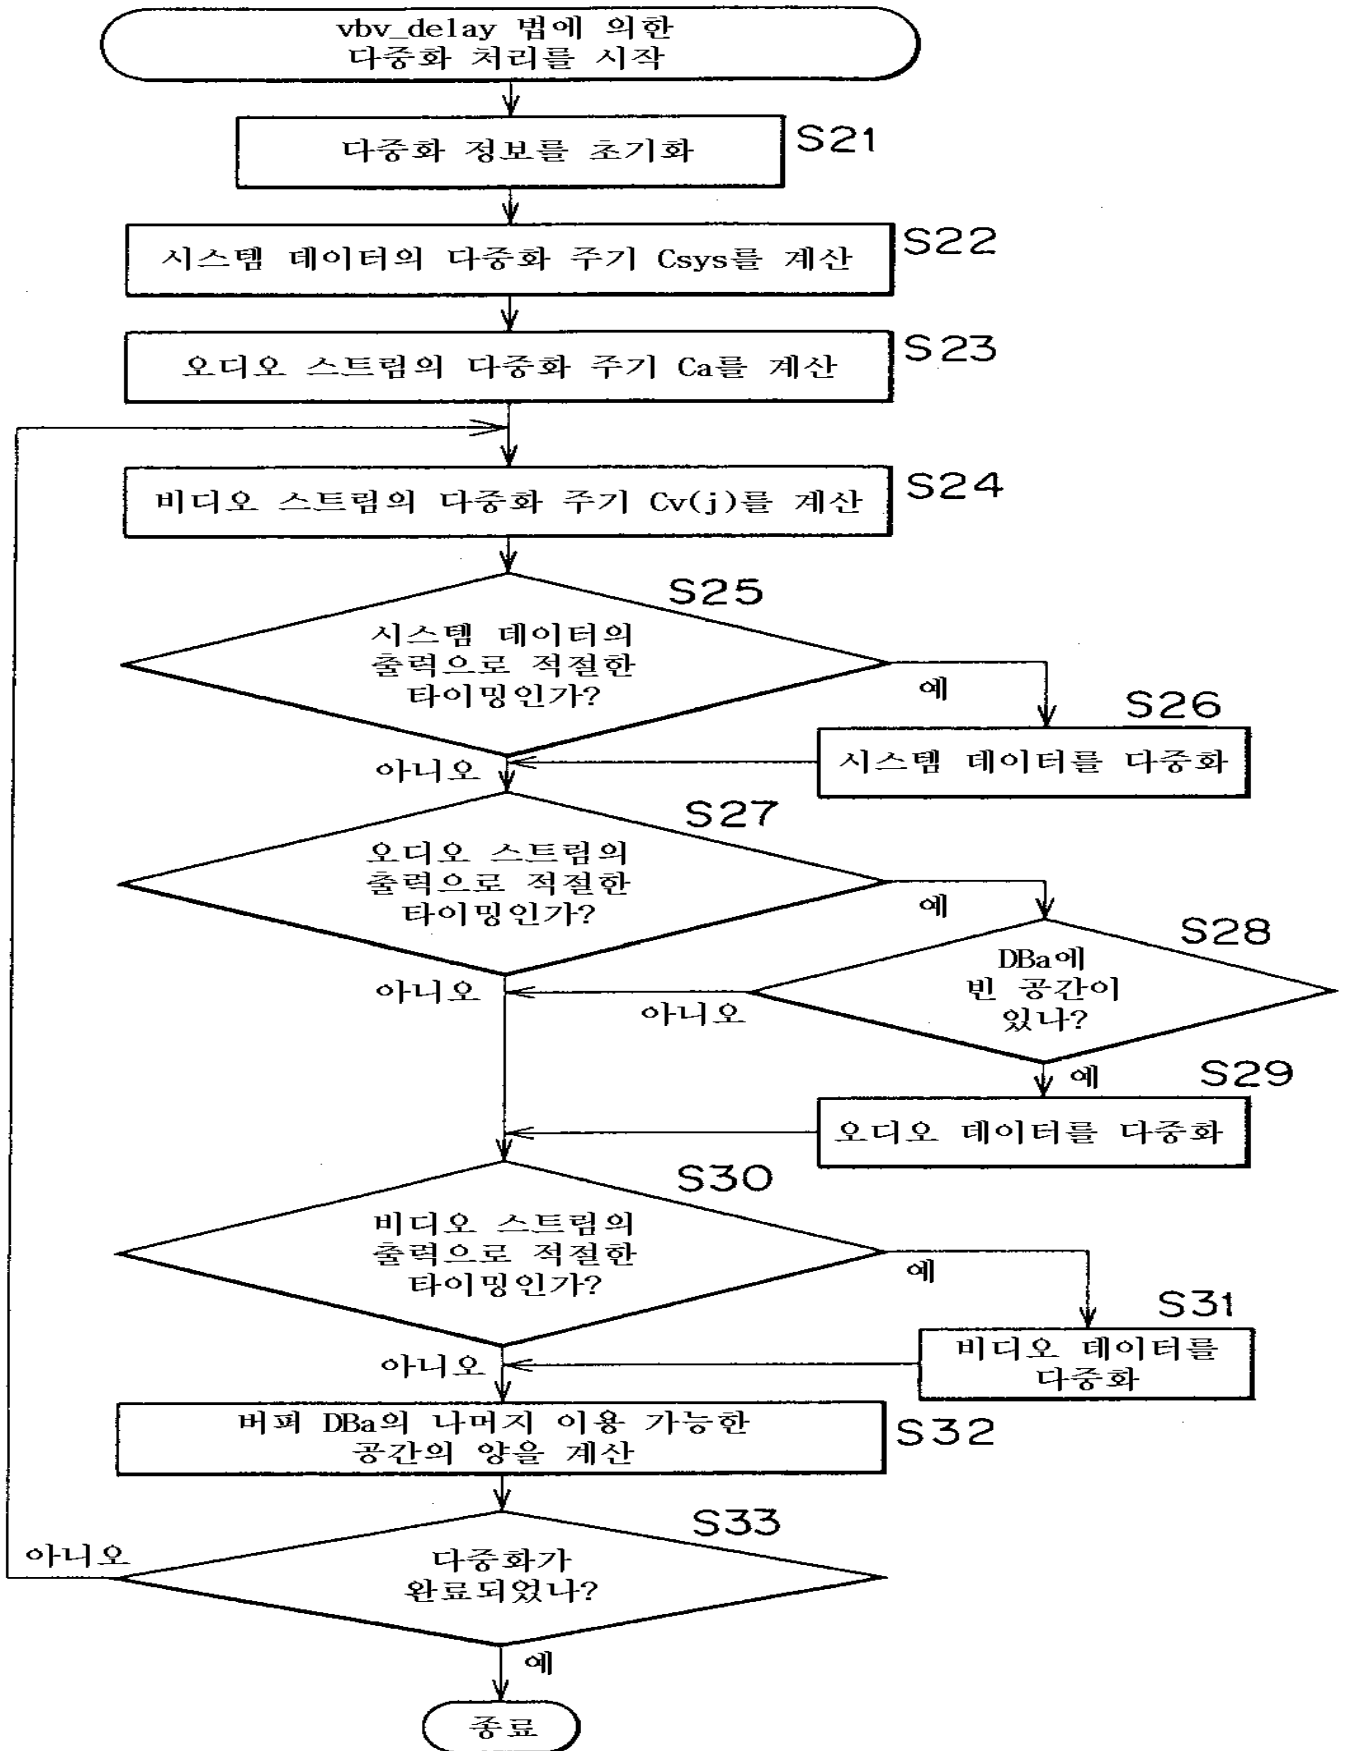 vbv_delay 법에 의한
다중화 처리를 시작
다중화 정보를 초기화
S21
시스템 데이터의 다중화 주기 Csys를 계산
S22
오디오 스트림의 다중화 주기 Ca를 계산
S23
비디오 스트림의 다중화 주기 Cv(j)를 계산
S24
S25
시스템 데이터의
출력으로 적절한
타이밍인가?
예
아니오
S26
시스템 데이터를 다중화
S27
오디오 스트림의
출력으로 적절한
타이밍인가?
예
아니오
S28
DBa에
빈 공간이
있나?
아니오
예
S29
오디오 데이터를 다중화
S30
비디오 스트림의
출력으로 적절한
타이밍인가?
예
아니오
S31
비디오 데이터를
다중화
버퍼 DBa의 나머지 이용 가능한
공간의 양을 계산
S32
S33
다중화가
완료되었나?
아니오
예
종료